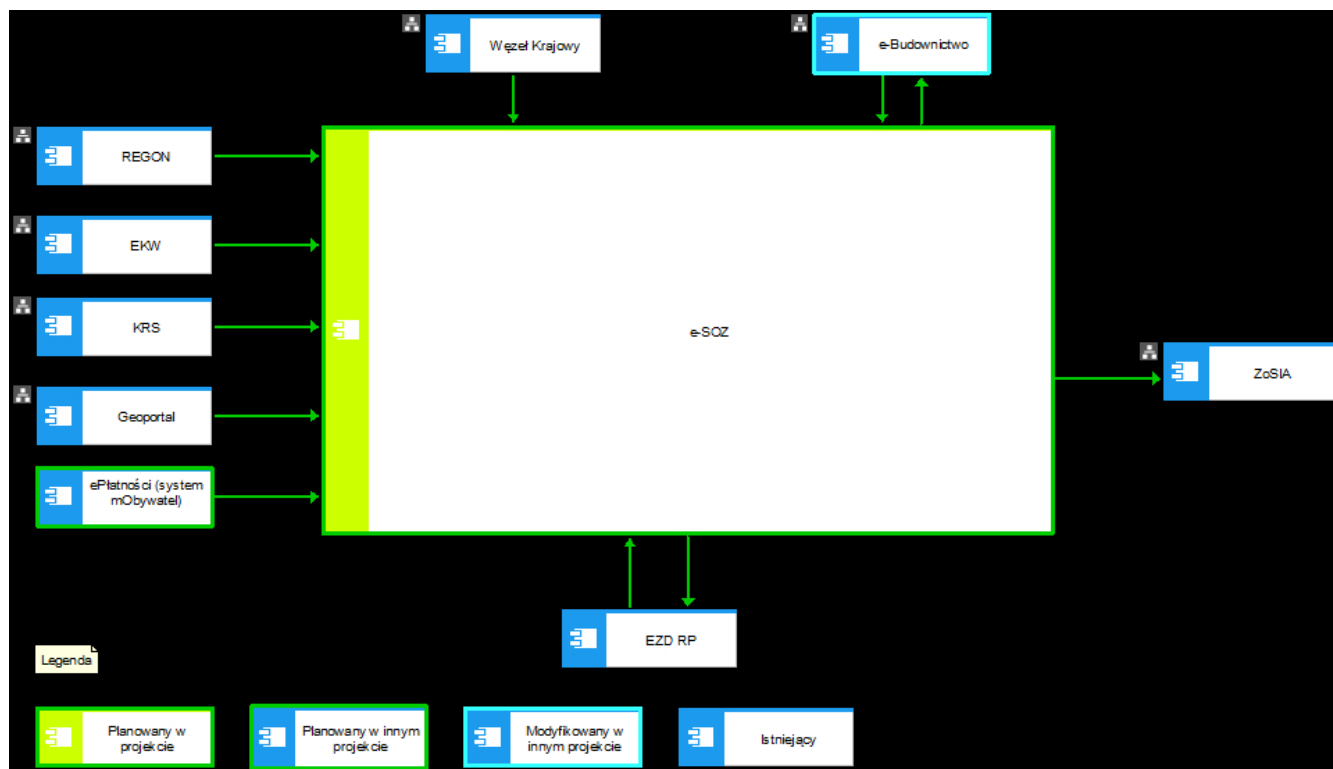 Węzeł Krajowy
e-Budownictwo
REGON
EKW
KRS
Geoportal
ePłatności (system
mObywatel)
e-SOZ
ZoSIA
EZD RP
Legenda
Planowany w
projekcie
Planowany w innym
projekcie
Modyfikowany w
innym projekcie
Istniejący